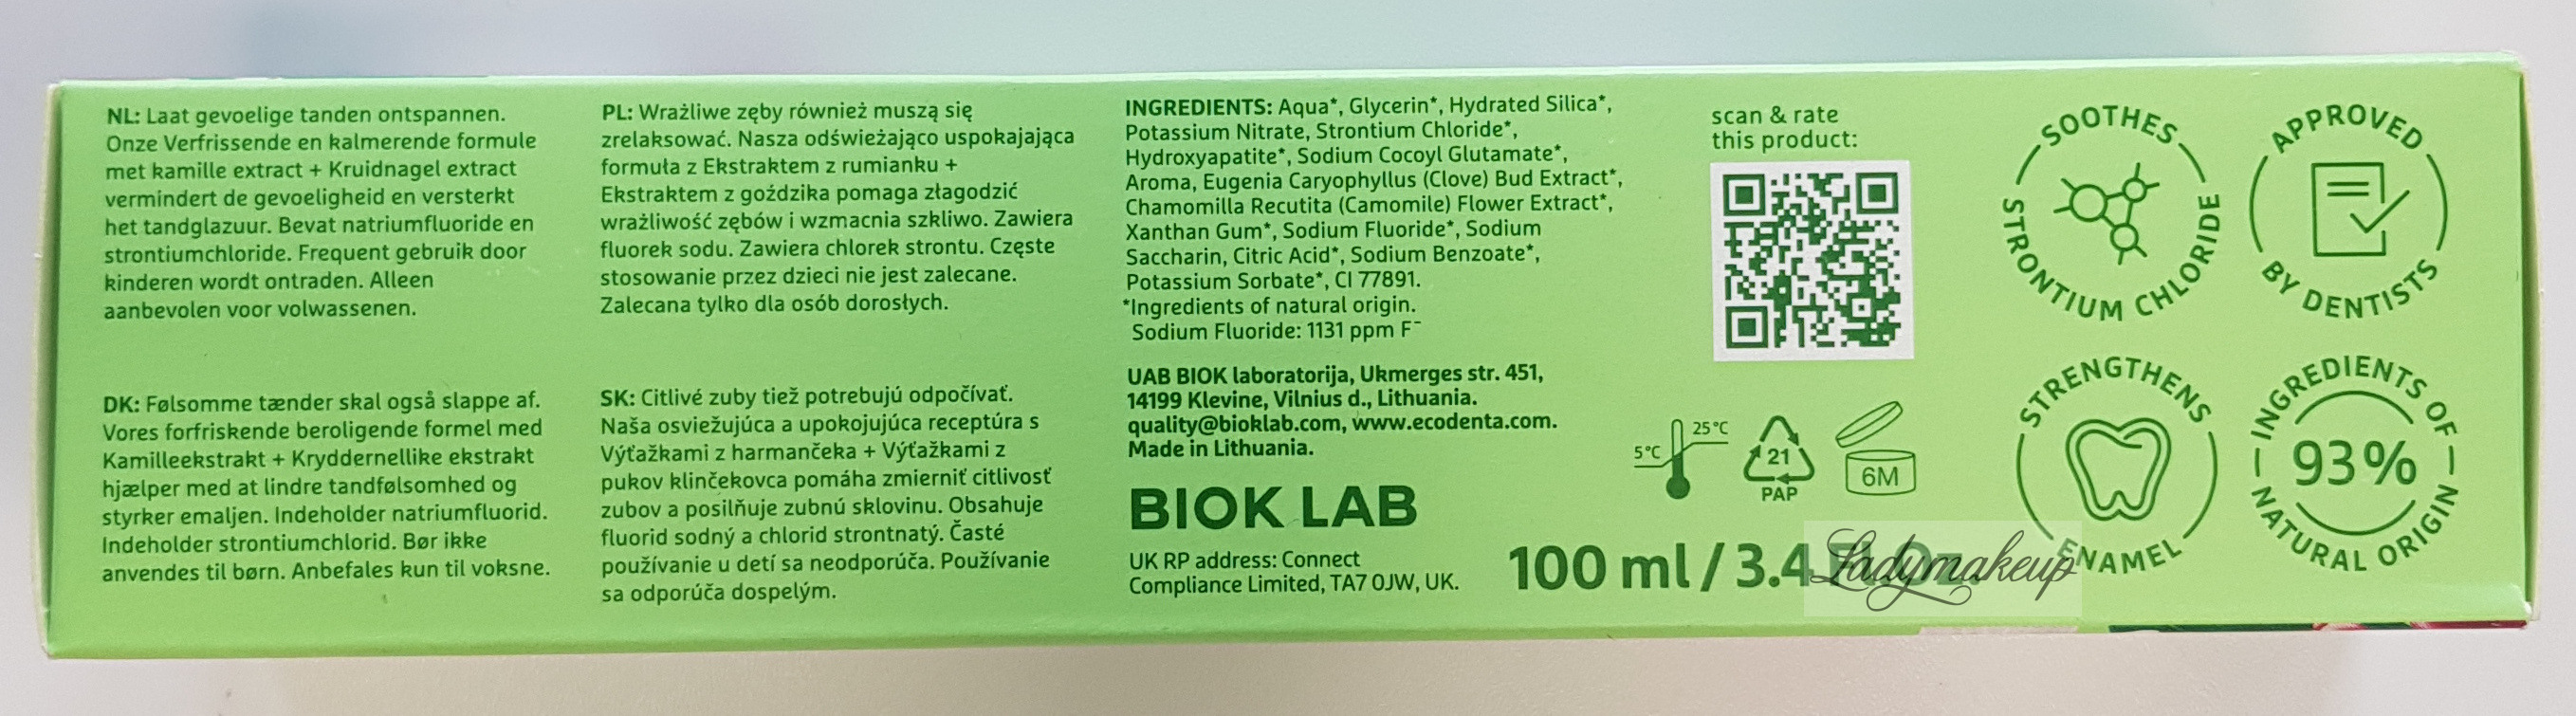 NL: Laat gevoelige tanden ontspannen.
Onze Verfrissende en kalmerende formule
met kamille extract + Kruidnagel extract
vermindert de gevoeligheid en versterkt
het tandglazuur. Bevat natriumfluoride en
strontiumchloride. Frequent gebruik door
kinderen wordt ontraden. Alleen
aanbevolen voor volwassenen.
DK: Følsomme tænder skal også slappe af.
Vores forfriskende beroligende formel med
Kamilleekstrakt + Kryddernellike ekstrakt
hjælper med at lindre tandfølsomhed og
styrker emaljen. Indeholder natriumfluorid.
Indeholder strontiumchlorid. Bør ikke
anvendes til børn. Anbefales kun til voksne.
PL: Wrażliwe zęby również muszą się
zrelaksować. Nasza odświeżająco uspokajająca
formuła z Ekstraktem z rumianku +
Ekstraktem z goździka pomaga złagodzić
wrażliwość zębów i wzmacnia szkliwo. Zawiera
fluorek sodu. Zawiera chlorek strontu. Częste
stosowanie przez dzieci nie jest zalecane.
Zalecana tylko dla osób dorosłych.
SK: Citlivé zuby tiež potrebujú odpočívať.
Naša osviežujúca a upokojujúca receptúra s
Výťažkami z harmančeka + Výťažkami z
pukov klinčekovca pomáha zmierniť citlivosť
zubov a posilňuje zubnú sklovinu. Obsahuje
fluorid sodný a chlorid strontnatý. Časté
používanie u detí sa neodporúča. Používanie
sa odporúča dospelým.
INGREDIENTS: Aqua*, Glycerin*, Hydrated Silica*,
Potassium Nitrate, Strontium Chloride*,
Hydroxyapatite*, Sodium Cocoyl Glutamate*,
Aroma, Eugenia Caryophyllus (Clove) Bud Extract*,
Chamomilla Recutita (Camomile) Flower Extract*,
Xanthan Gum*, Sodium Fluoride*, Sodium
Saccharin, Citric Acid*, Sodium Benzoate*,
Potassium Sorbate*, CI 77891.
*Ingredients of natural origin.
Sodium Fluoride: 1131 ppm F⁻
UAB BIOK laboratorija, Ukmerges str. 451,
14199 Klevine, Vilnius d., Lithuania.
quality@bioklab.com, www.ecodenta.com.
Made in Lithuania.
BIOK LAB
UK RP address: Connect
Compliance Limited, TA7 0JW, UK.
scan & rate
this product:
5°C 25°C
21
PAP
6M
100 ml / 3.4 Fl.Oz.
Ladymakeup
SOOTHES
STRONTIUM CHLORIDE
APPROVED
BY DENTISTS
STRENGTHENS
ENAMEL
INGREDIENTS OF
93%
NATURAL ORIGIN